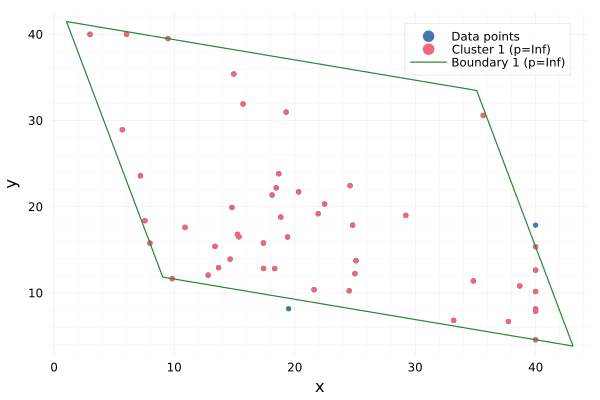 Data points
Cluster 1 (p=Inf)
Boundary 1 (p=Inf)
40
30
20
10
y
0 10 20 30 40
x